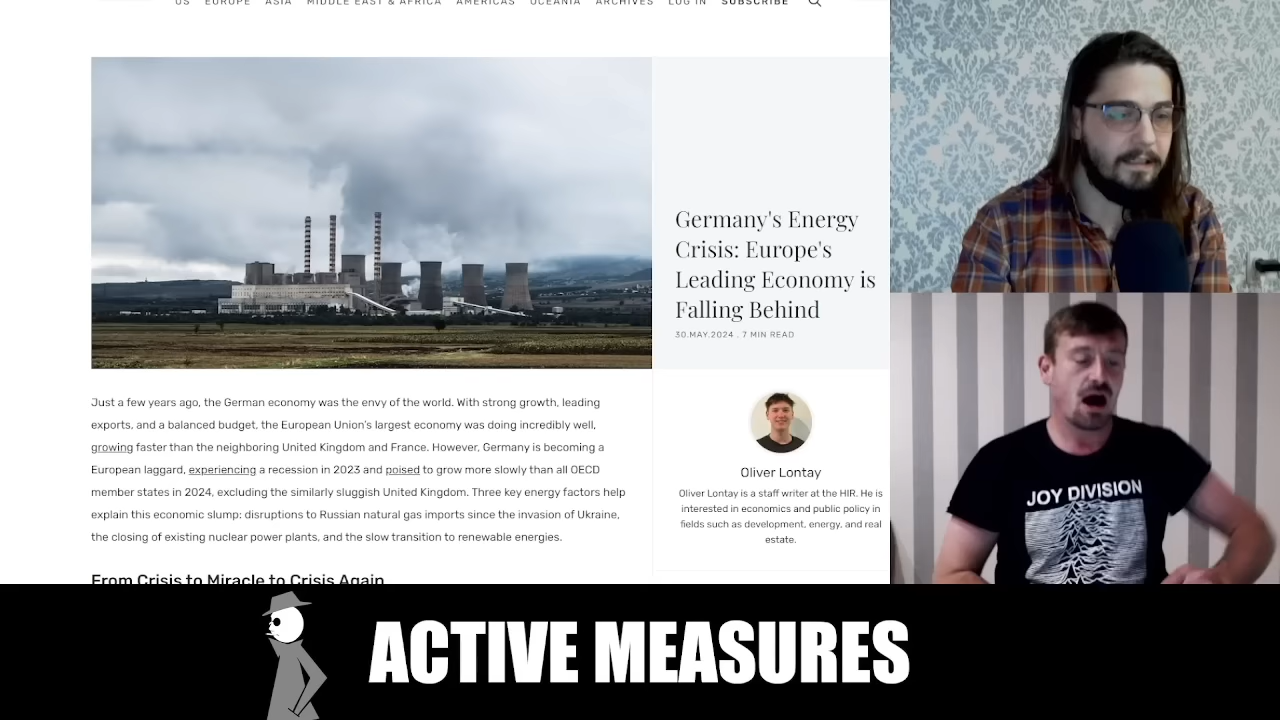 US EUROPE ASIA MIDDLE EAST & AFRICA AMERICAS OCEANIA ARCHIVES LOG IN SUBSCRIBE
Germany's Energy
Crisis: Europe's
Leading Economy is
Falling Behind
30.MAY.2024 . 7 MIN READ
Just a few years ago, the German economy was the envy of the world. With strong growth, leading
exports, and a balanced budget, the European Union's largest economy was doing incredibly well,
growing faster than the neighboring United Kingdom and France. However, Germany is becoming a
European laggard, experiencing a recession in 2023 and poised to grow more slowly than all OECD
member states in 2024, excluding the similarly sluggish United Kingdom. Three key energy factors help
explain this economic slump: disruptions to Russian natural gas imports since the invasion of Ukraine,
the closing of existing nuclear power plants, and the slow transition to renewable energies.
From Crisis to Miracle to Crisis Again
Oliver Lontay
Oliver Lontay is a staff writer at the HIR. He is
interested in economics and public policy in
fields such as development, energy, and real
estate.
JOY DIVISION
ACTIVE MEASURES